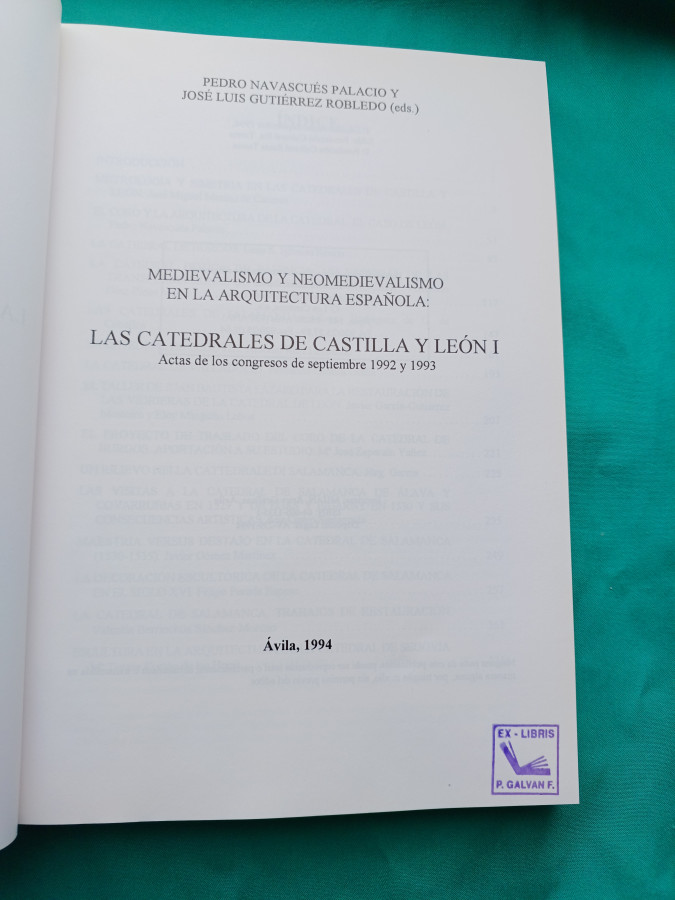 PEDRO NAVASCUÉS PALACIO Y
JOSÉ LUIS GUTIÉRREZ ROBLEDO (eds.)
MEDIEVALISMO Y NEOMEDIEVALISMO
EN LA ARQUITECTURA ESPAÑOLA:
LAS CATEDRALES DE CASTILLA Y LEÓN I
Actas de los congresos de septiembre 1992 y 1993
Ávila, 1994
EX - LIBRIS
P. GALVAN F.